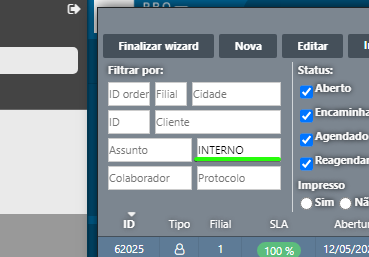 Finalizar wizard Nova Editar
Filtrar por: Status:
ID order Filial Cidade Aberto
ID Cliente Encaminha
Assunto INTERNO Agendado
Colaborador Protocolo Reagendar
Impresso
Sim Nã
ID Tipo Filial SLA Abertu
62025 1 100 % 12/05/202